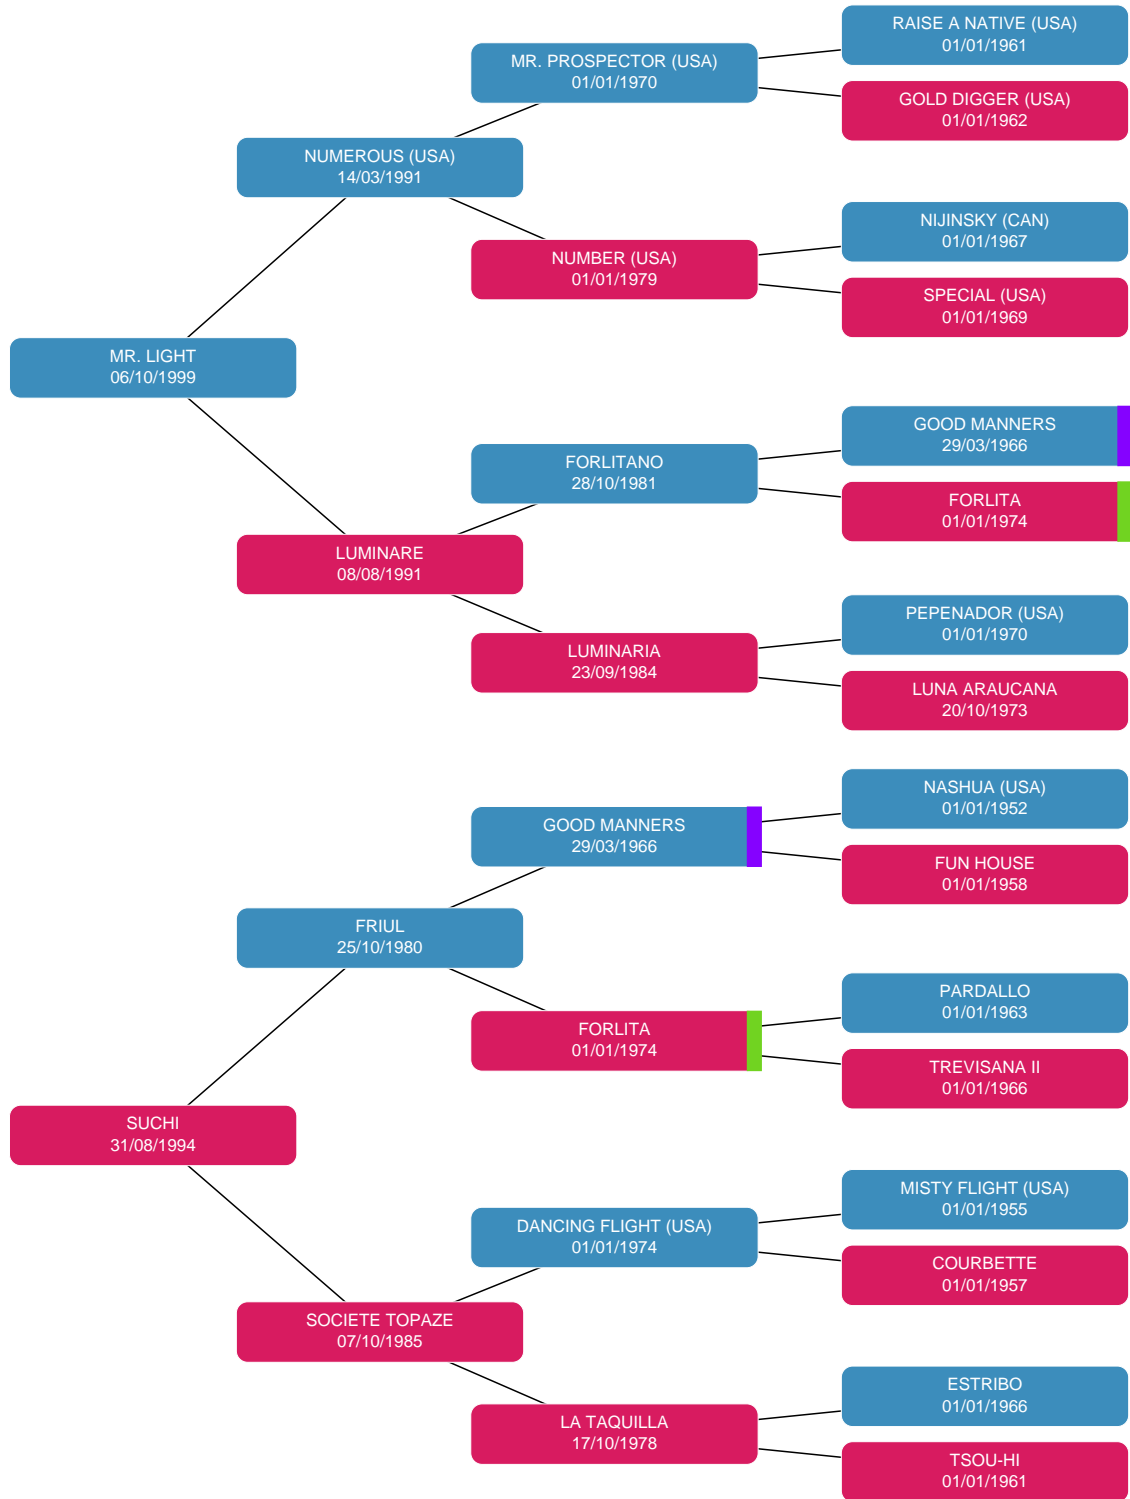 RAISE A NATIVE (USA)
01/01/1961
MR. PROSPECTOR (USA)
01/01/1970
GOLD DIGGER (USA)
01/01/1962
NUMEROUS (USA)
14/03/1991
NIJINSKY (CAN)
01/01/1967
NUMBER (USA)
01/01/1979
SPECIAL (USA)
01/01/1969
MR. LIGHT
06/10/1999
GOOD MANNERS
29/03/1966
FORLITANO
28/10/1981
FORLITA
01/01/1974
LUMINARE
08/08/1991
PEPENADOR (USA)
01/01/1970
LUMINARIA
23/09/1984
LUNA ARAUCANA
20/10/1973
NASHUA (USA)
01/01/1952
GOOD MANNERS
29/03/1966
FUN HOUSE
01/01/1958
FRIUL
25/10/1980
PARDALLO
01/01/1963
FORLITA
01/01/1974
TREVISANA II
01/01/1966
SUCHI
31/08/1994
MISTY FLIGHT (USA)
01/01/1955
DANCING FLIGHT (USA)
01/01/1974
COURBETTE
01/01/1957
SOCIETE TOPAZE
07/10/1985
ESTRIBO
01/01/1966
LA TAQUILLA
17/10/1978
TSOU-HI
01/01/1961